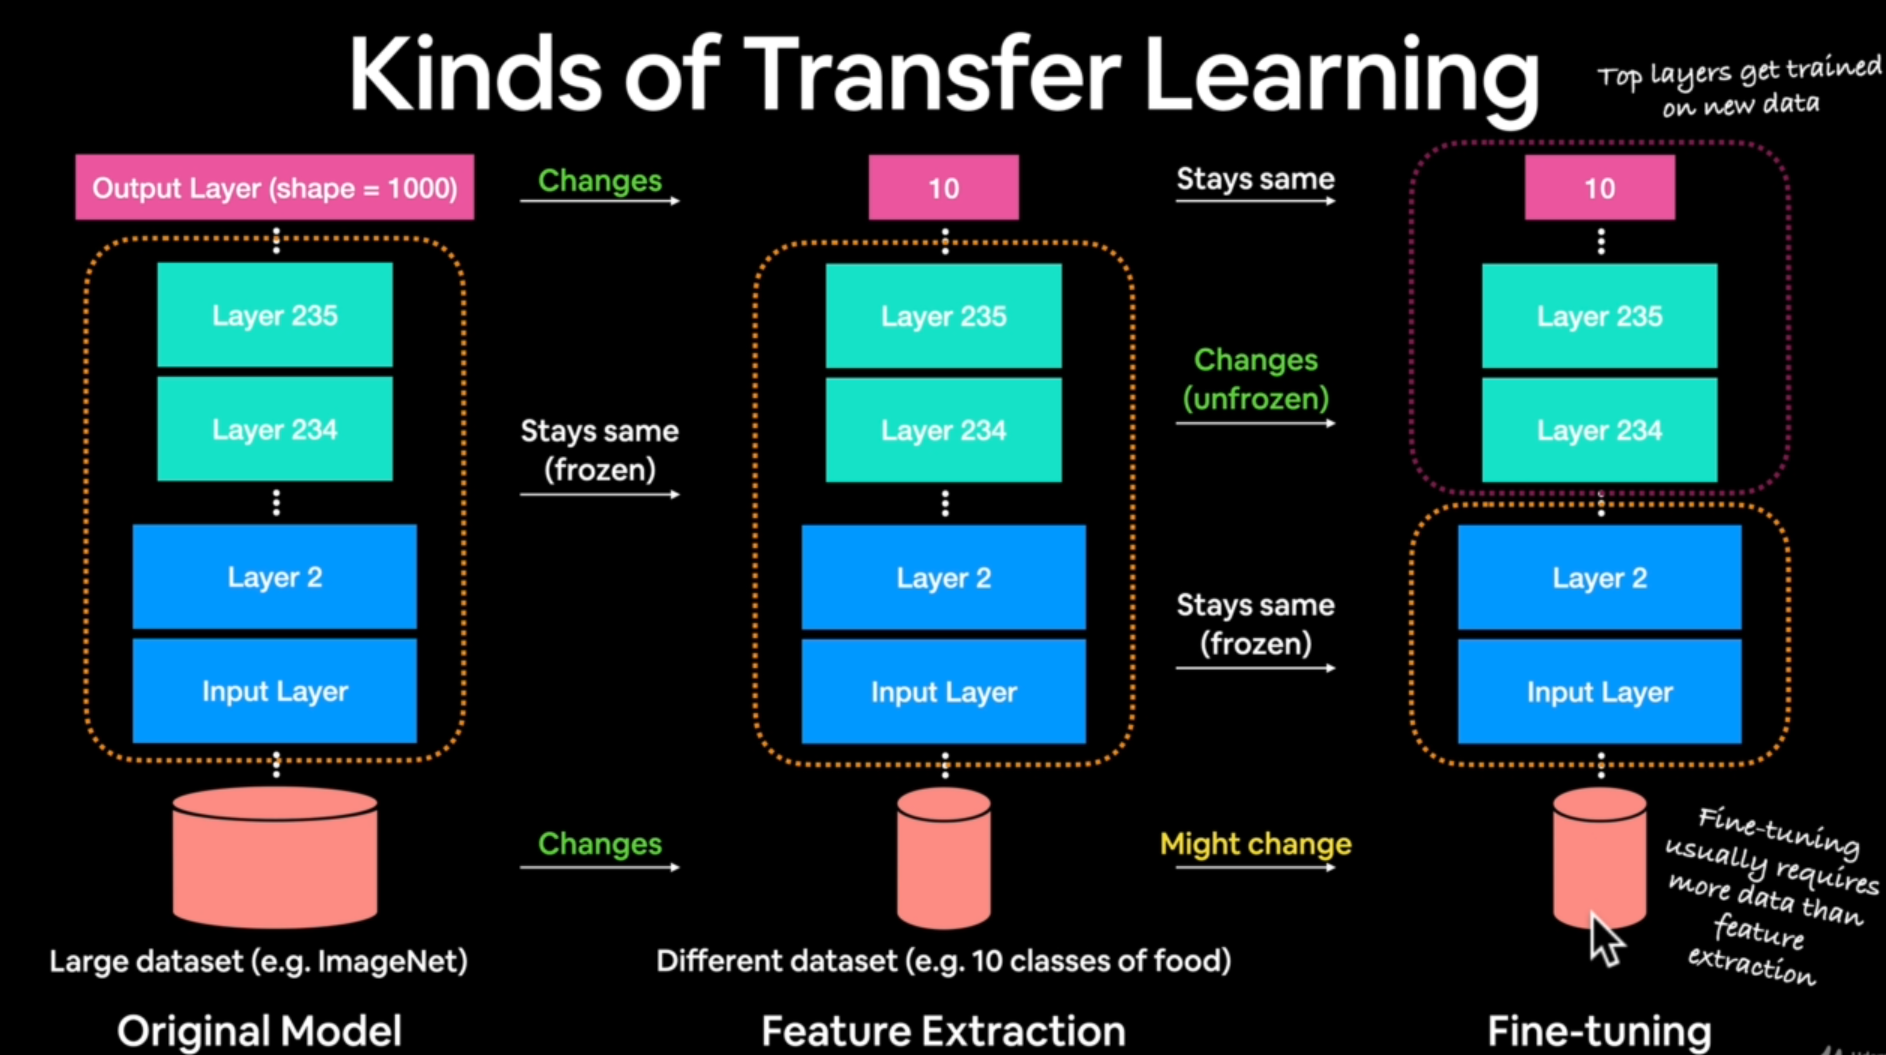 Kinds of Transfer Learning
Top layers get trained
on new data
Output Layer (shape = 1000)
Changes
10
Stays same
10
Layer 235
Layer 235
Layer 235
Changes
(unfrozen)
Layer 234
Layer 234
Layer 234
Stays same
(frozen)
Layer 2
Layer 2
Layer 2
Stays same
(frozen)
Input Layer
Input Layer
Input Layer
Changes
Might change
Fine-tuning
usually requires
more data than
feature
extraction
Large dataset (e.g. ImageNet)
Different dataset (e.g. 10 classes of food)
Original Model
Feature Extraction
Fine-tuning